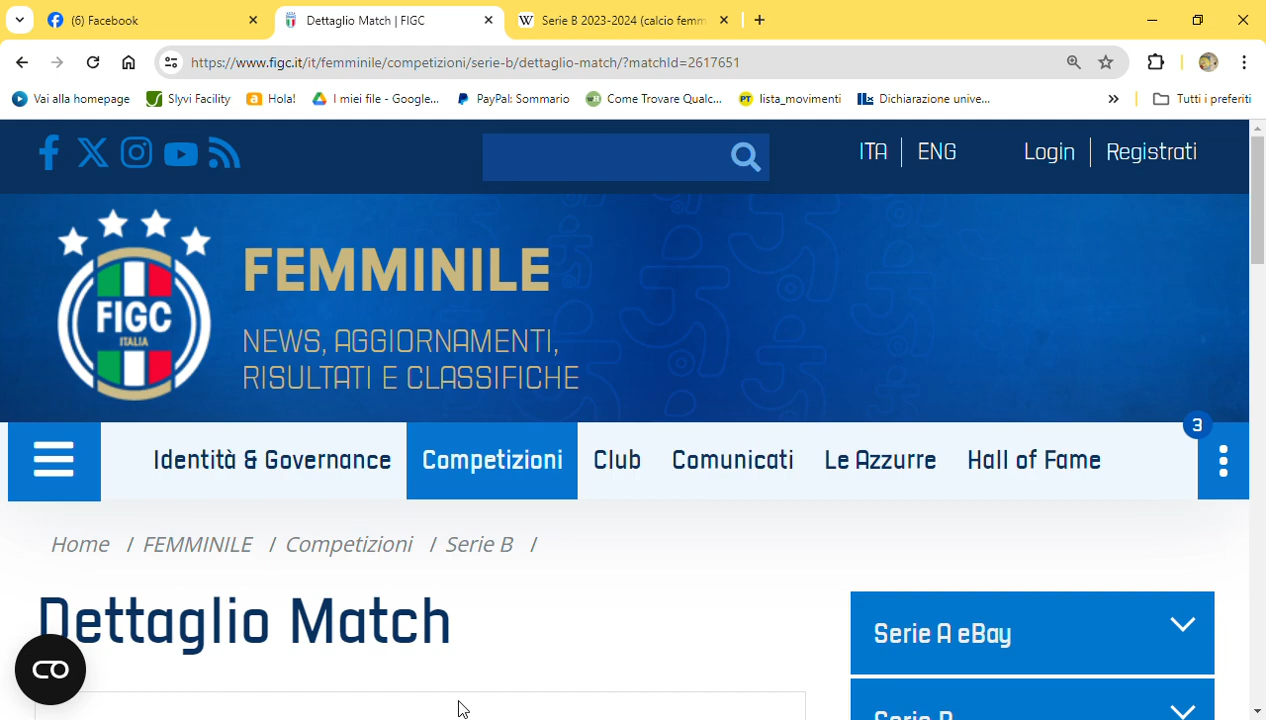 (6) Facebook
Dettaglio Match | FIGC
Serie B 2023-2024 (calcio femm
https://www.figc.it/it/femminile/competizioni/serie-b/dettaglio-match/?matchId=2617651
Vai alla homepage
Slyvi Facility
Hola!
I miei file - Google...
PayPal: Sommario
Come Trovare Qualc...
lista_movimenti
Dichiarazione unive...
Tutti i preferiti
ITA
ENG
Login
Registrati
FIGC
ITALIA
FEMMINILE
NEWS, AGGIORNAMENTI,
RISULTATI E CLASSIFICHE
3
Identità & Governance
Competizioni
Club
Comunicati
Le Azzurre
Hall of Fame
Home / FEMMINILE / Competizioni / Serie B /
Dettaglio Match
Serie A eBay
Serie B